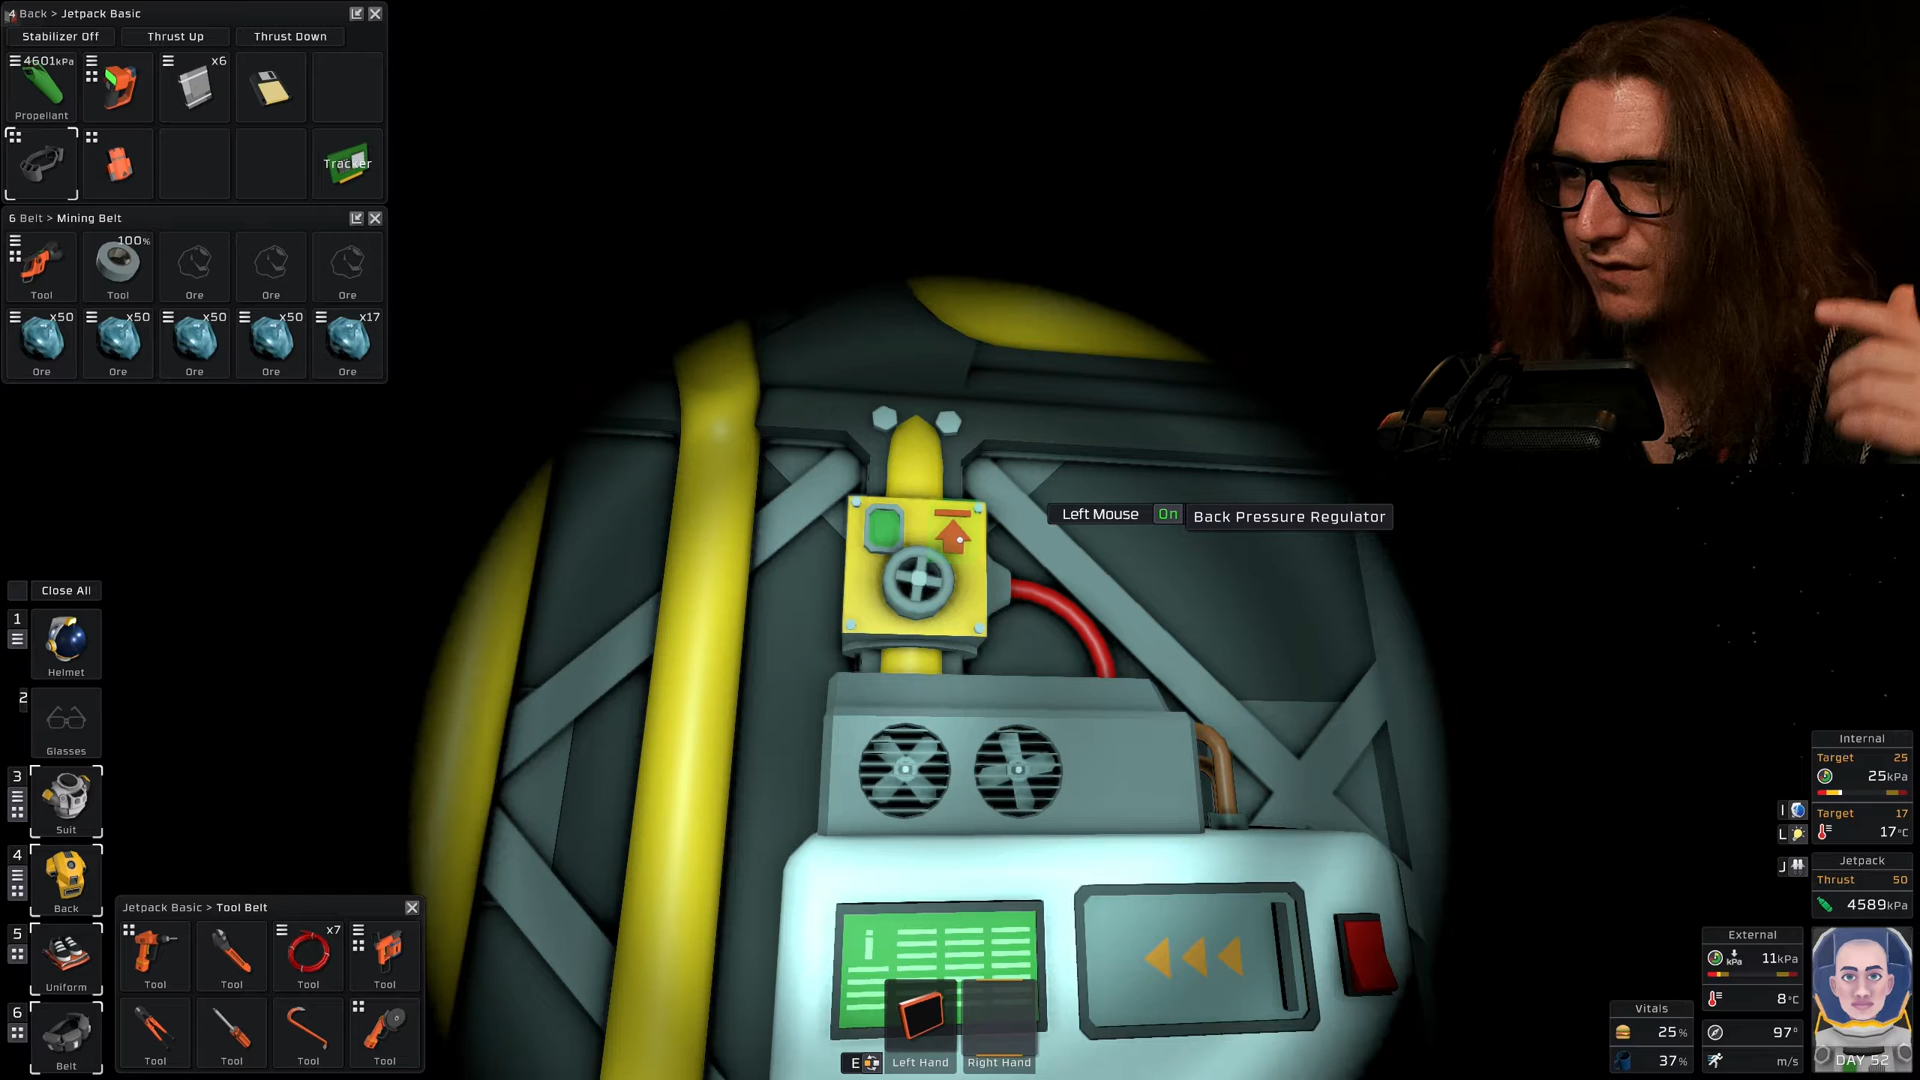 4 Back > Jetpack Basic
Stabilizer Off Thrust Up Thrust Down
4601kPa x6
Propellant
Tracker
6 Belt > Mining Belt
100%
Tool Tool Ore Ore Ore
x50 x50 x50 x50 x17
Ore Ore Ore Ore Ore
Left Mouse On Back Pressure Regulator
Close All
1
Helmet
2
Glasses
3
Suit
4
Back
5
Uniform
6
Belt
Jetpack Basic > Tool Belt
x7
Tool Tool Tool Tool
Tool Tool Tool Tool
i
E Left Hand Right Hand
Internal
Target 25
25kPa
I
Target 17
L 17°C
J
Jetpack
Thrust 50
4589kPa
External
kPa 11kPa
8°C
97°
m/s
Vitals
25%
37%
DAY 52